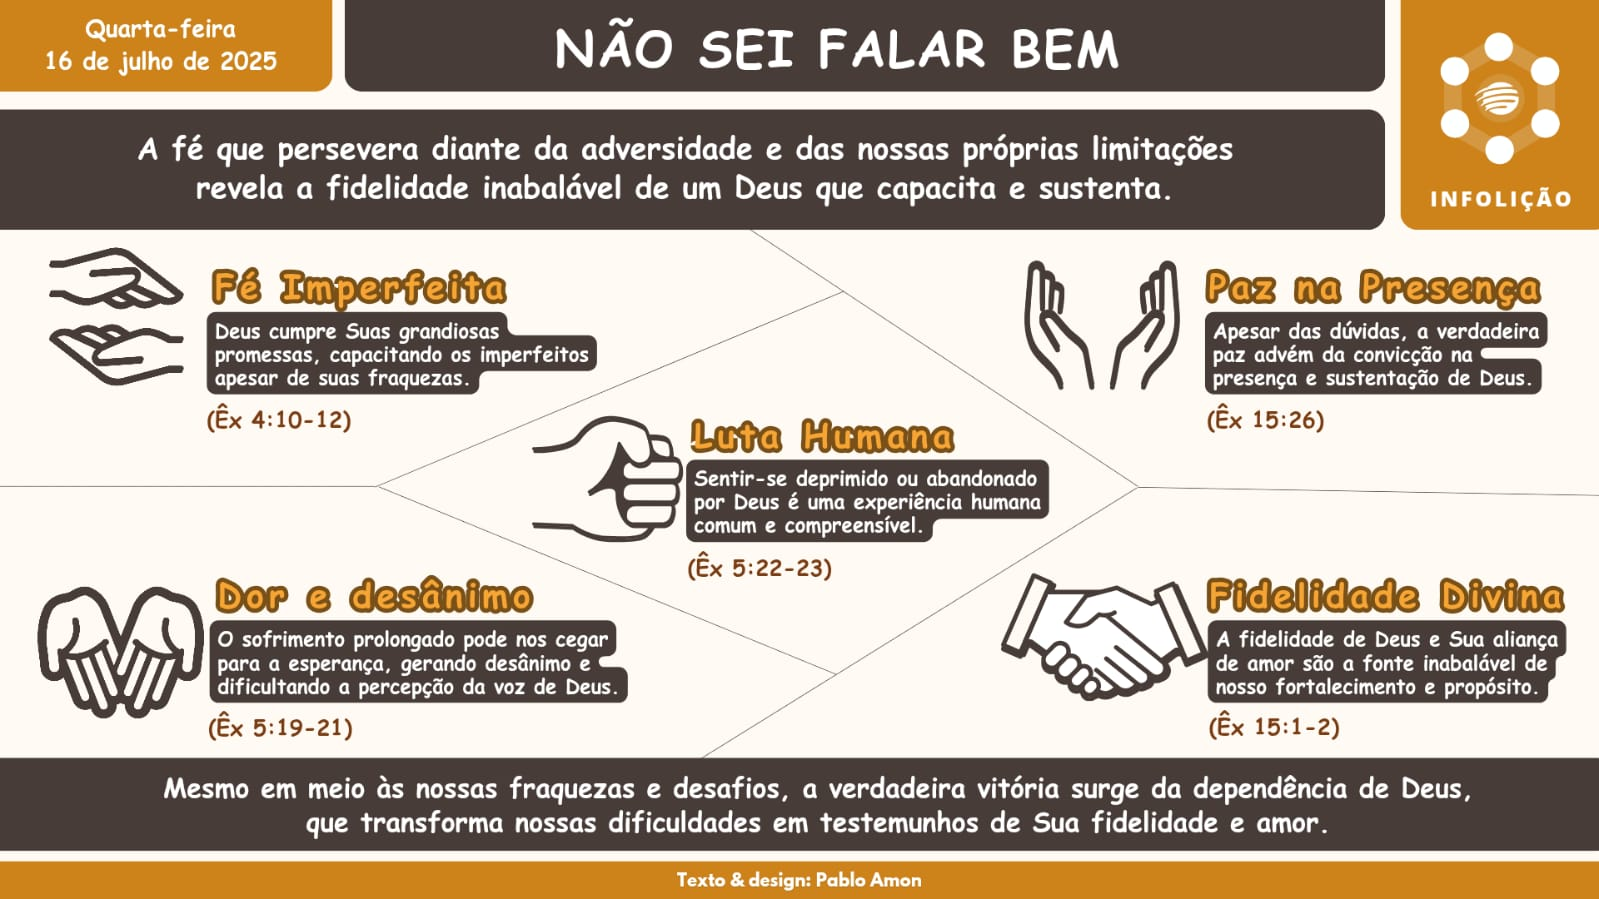 Quarta-feira
16 de julho de 2025
NÃO SEI FALAR BEM
A fé que persevera diante da adversidade e das nossas próprias limitações
revela a fidelidade inabalável de um Deus que capacita e sustenta.
INFOLIÇÃO
Fé Imperfeita
Deus cumpre Suas grandiosas
promessas, capacitando os imperfeitos
apesar de suas fraquezas.
(Êx 4:10-12)
Paz na Presença
Apesar das dúvidas, a verdadeira
paz advém da convicção na
presença e sustentação de Deus.
(Êx 15:26)
Luta Humana
Sentir-se deprimido ou abandonado
por Deus é uma experiência humana
comum e compreensível.
(Êx 5:22-23)
Dor e desânimo
O sofrimento prolongado pode nos cegar
para a esperança, gerando desânimo e
dificultando a percepção da voz de Deus.
(Êx 5:19-21)
Fidelidade Divina
A fidelidade de Deus e Sua aliança
de amor são a fonte inabalável de
nosso fortalecimento e propósito.
(Êx 15:1-2)
Mesmo em meio às nossas fraquezas e desafios, a verdadeira vitória surge da dependência de Deus,
que transforma nossas dificuldades em testemunhos de Sua fidelidade e amor.
Texto & design: Pablo Amon